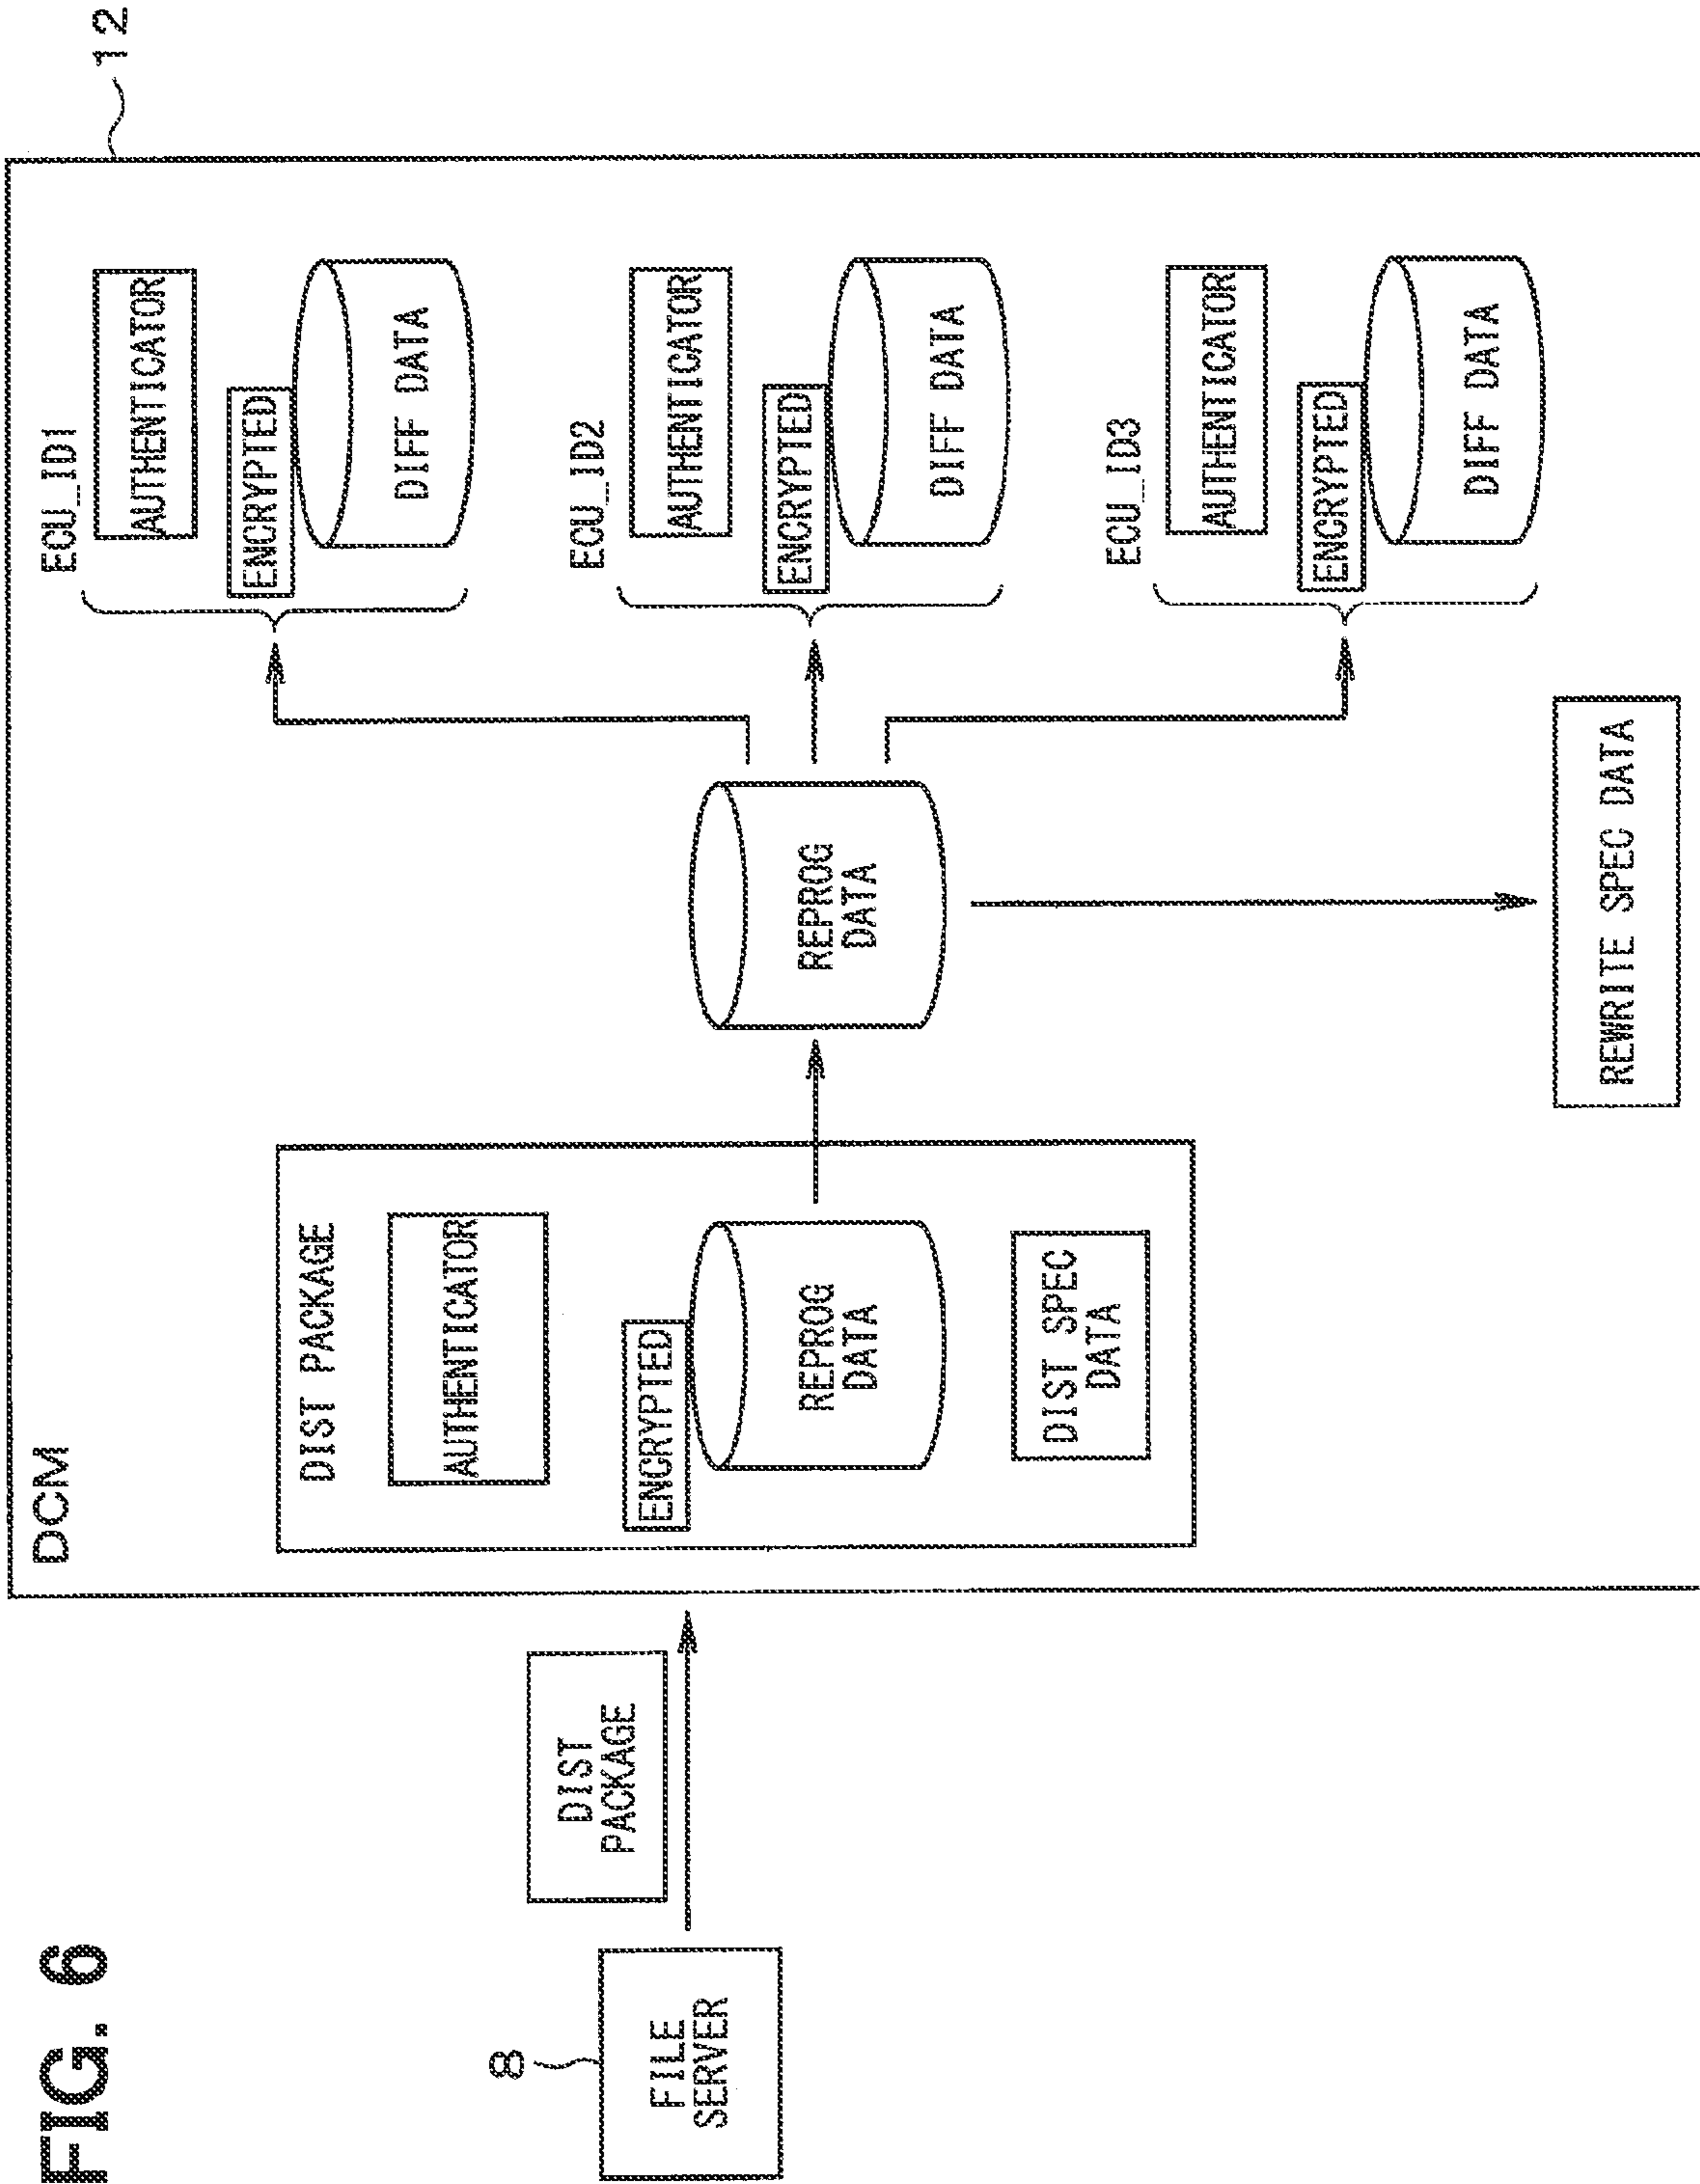 FIG. 6
8
FILE
SERVER
DIST
PACKAGE
DCM
12
DIST PACKAGE
AUTHENTICATOR
ENCRYPTED
REPROG
DATA
DIST SPEC
DATA
REPROG
DATA
REWRITE SPEC DATA
ECU_ID1
AUTHENTICATOR
ENCRYPTED
DIFF DATA
ECU_ID2
AUTHENTICATOR
ENCRYPTED
DIFF DATA
ECU_ID3
AUTHENTICATOR
ENCRYPTED
DIFF DATA